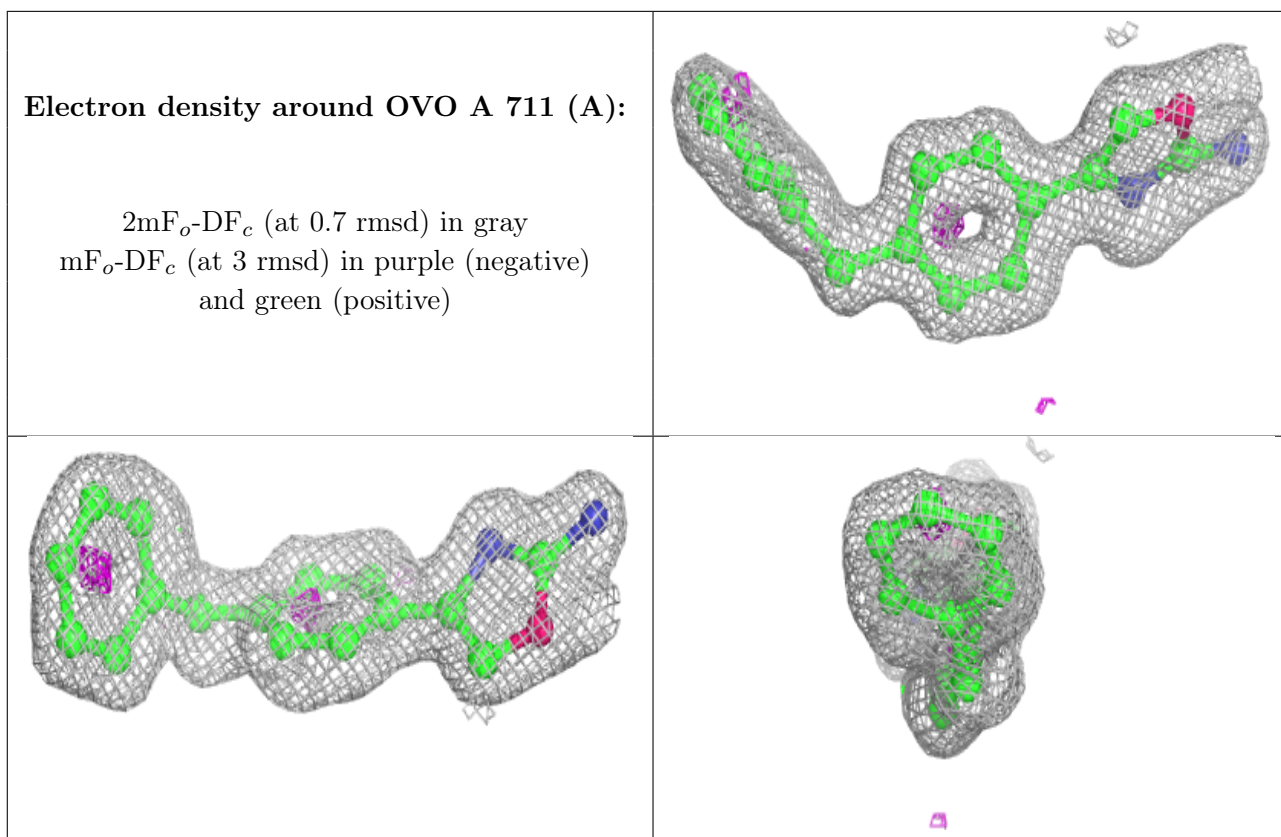 Electron density around OVO A 711 (A):
2mFo-DFc (at 0.7 rmsd) in gray
mFo-DFc (at 3 rmsd) in purple (negative)
and green (positive)